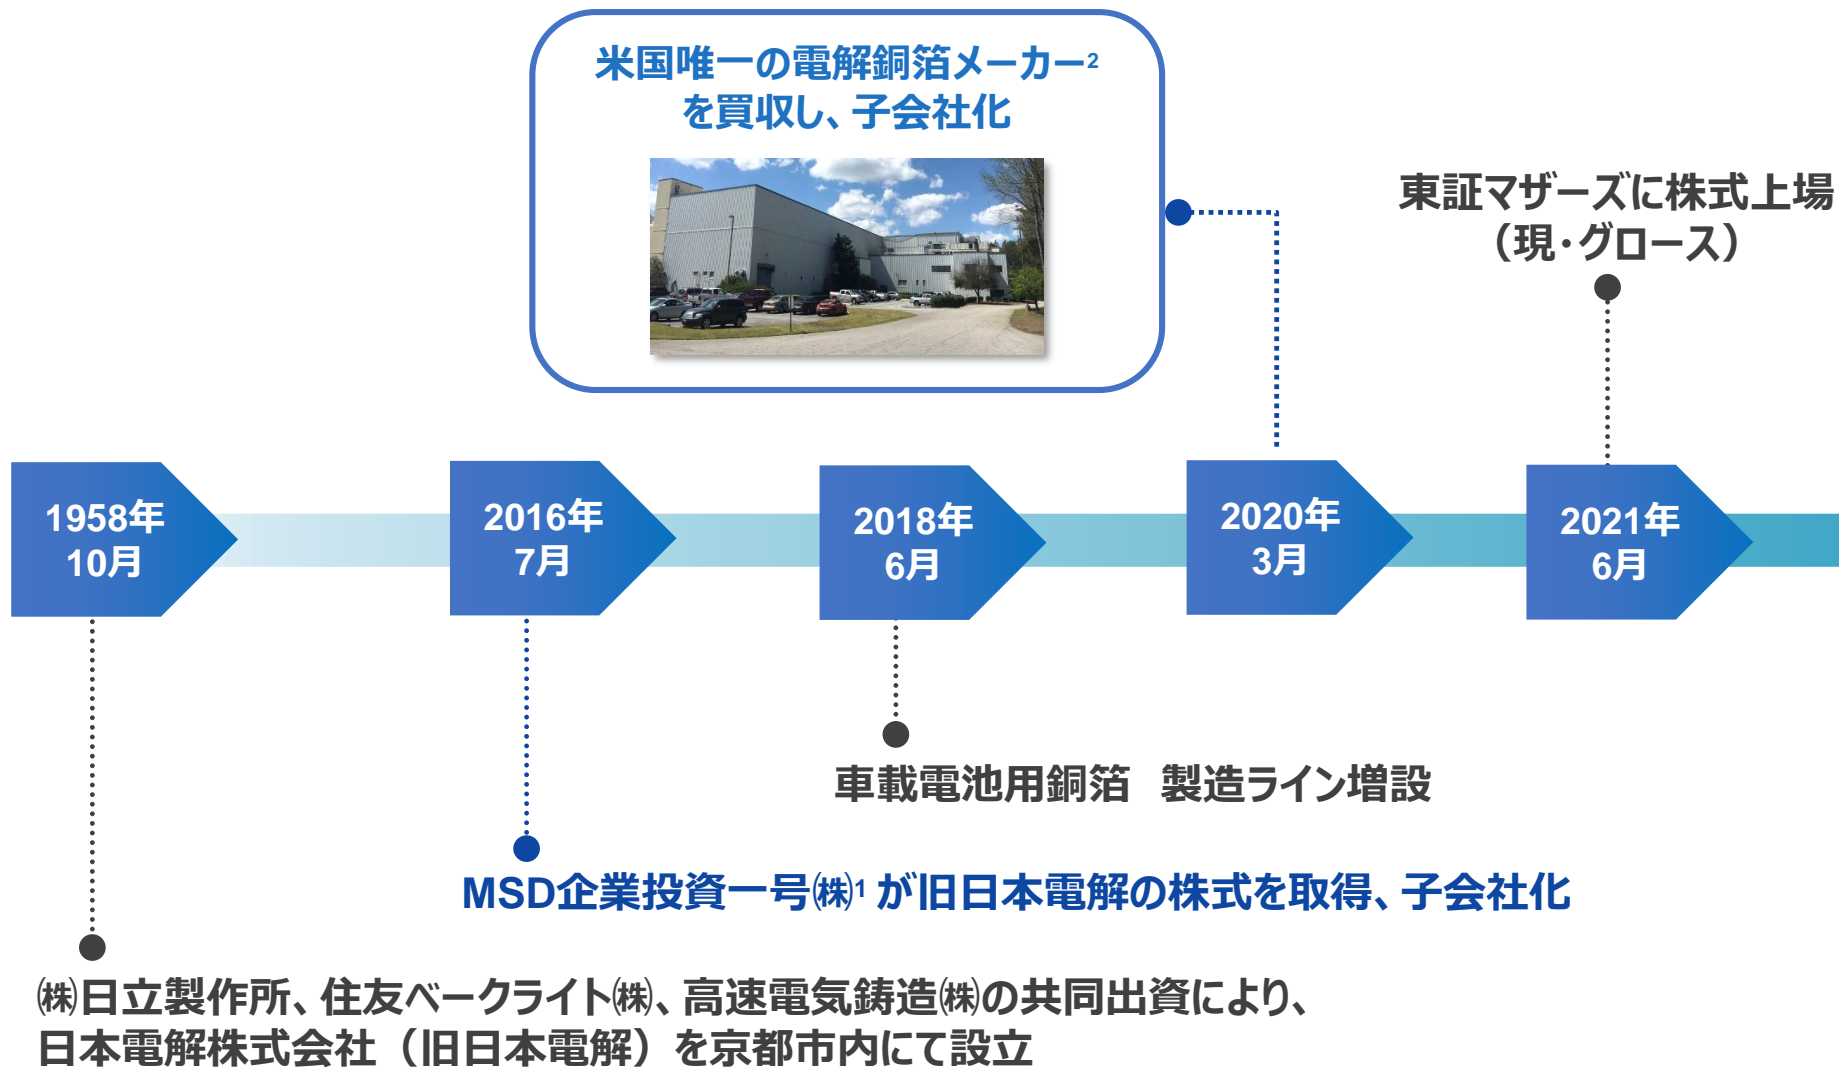 米国唯一の電解銅箔メーカー2
を買収し、子会社化
東証マザーズに株式上場
（現・グロース）
1958年
10月
2016年
7月
2018年
6月
2020年
3月
2021年
6月
車載電池用銅箔　製造ライン増設
MSD企業投資一号㈱1 が旧日本電解の株式を取得、子会社化
㈱日立製作所、住友ベークライト㈱、高速電気鋳造㈱の共同出資により、
日本電解株式会社（旧日本電解）を京都市内にて設立